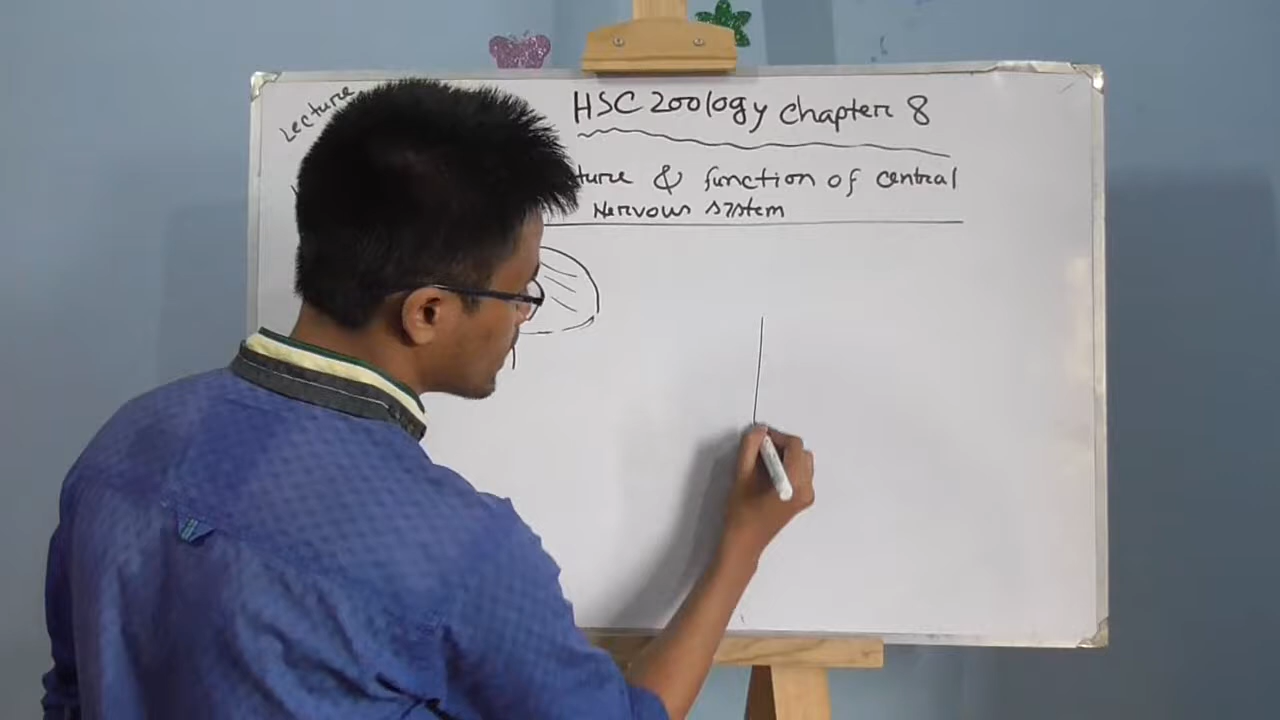 Lecture
HSC Zoology chapter 8
ture & function of central
Nervous system